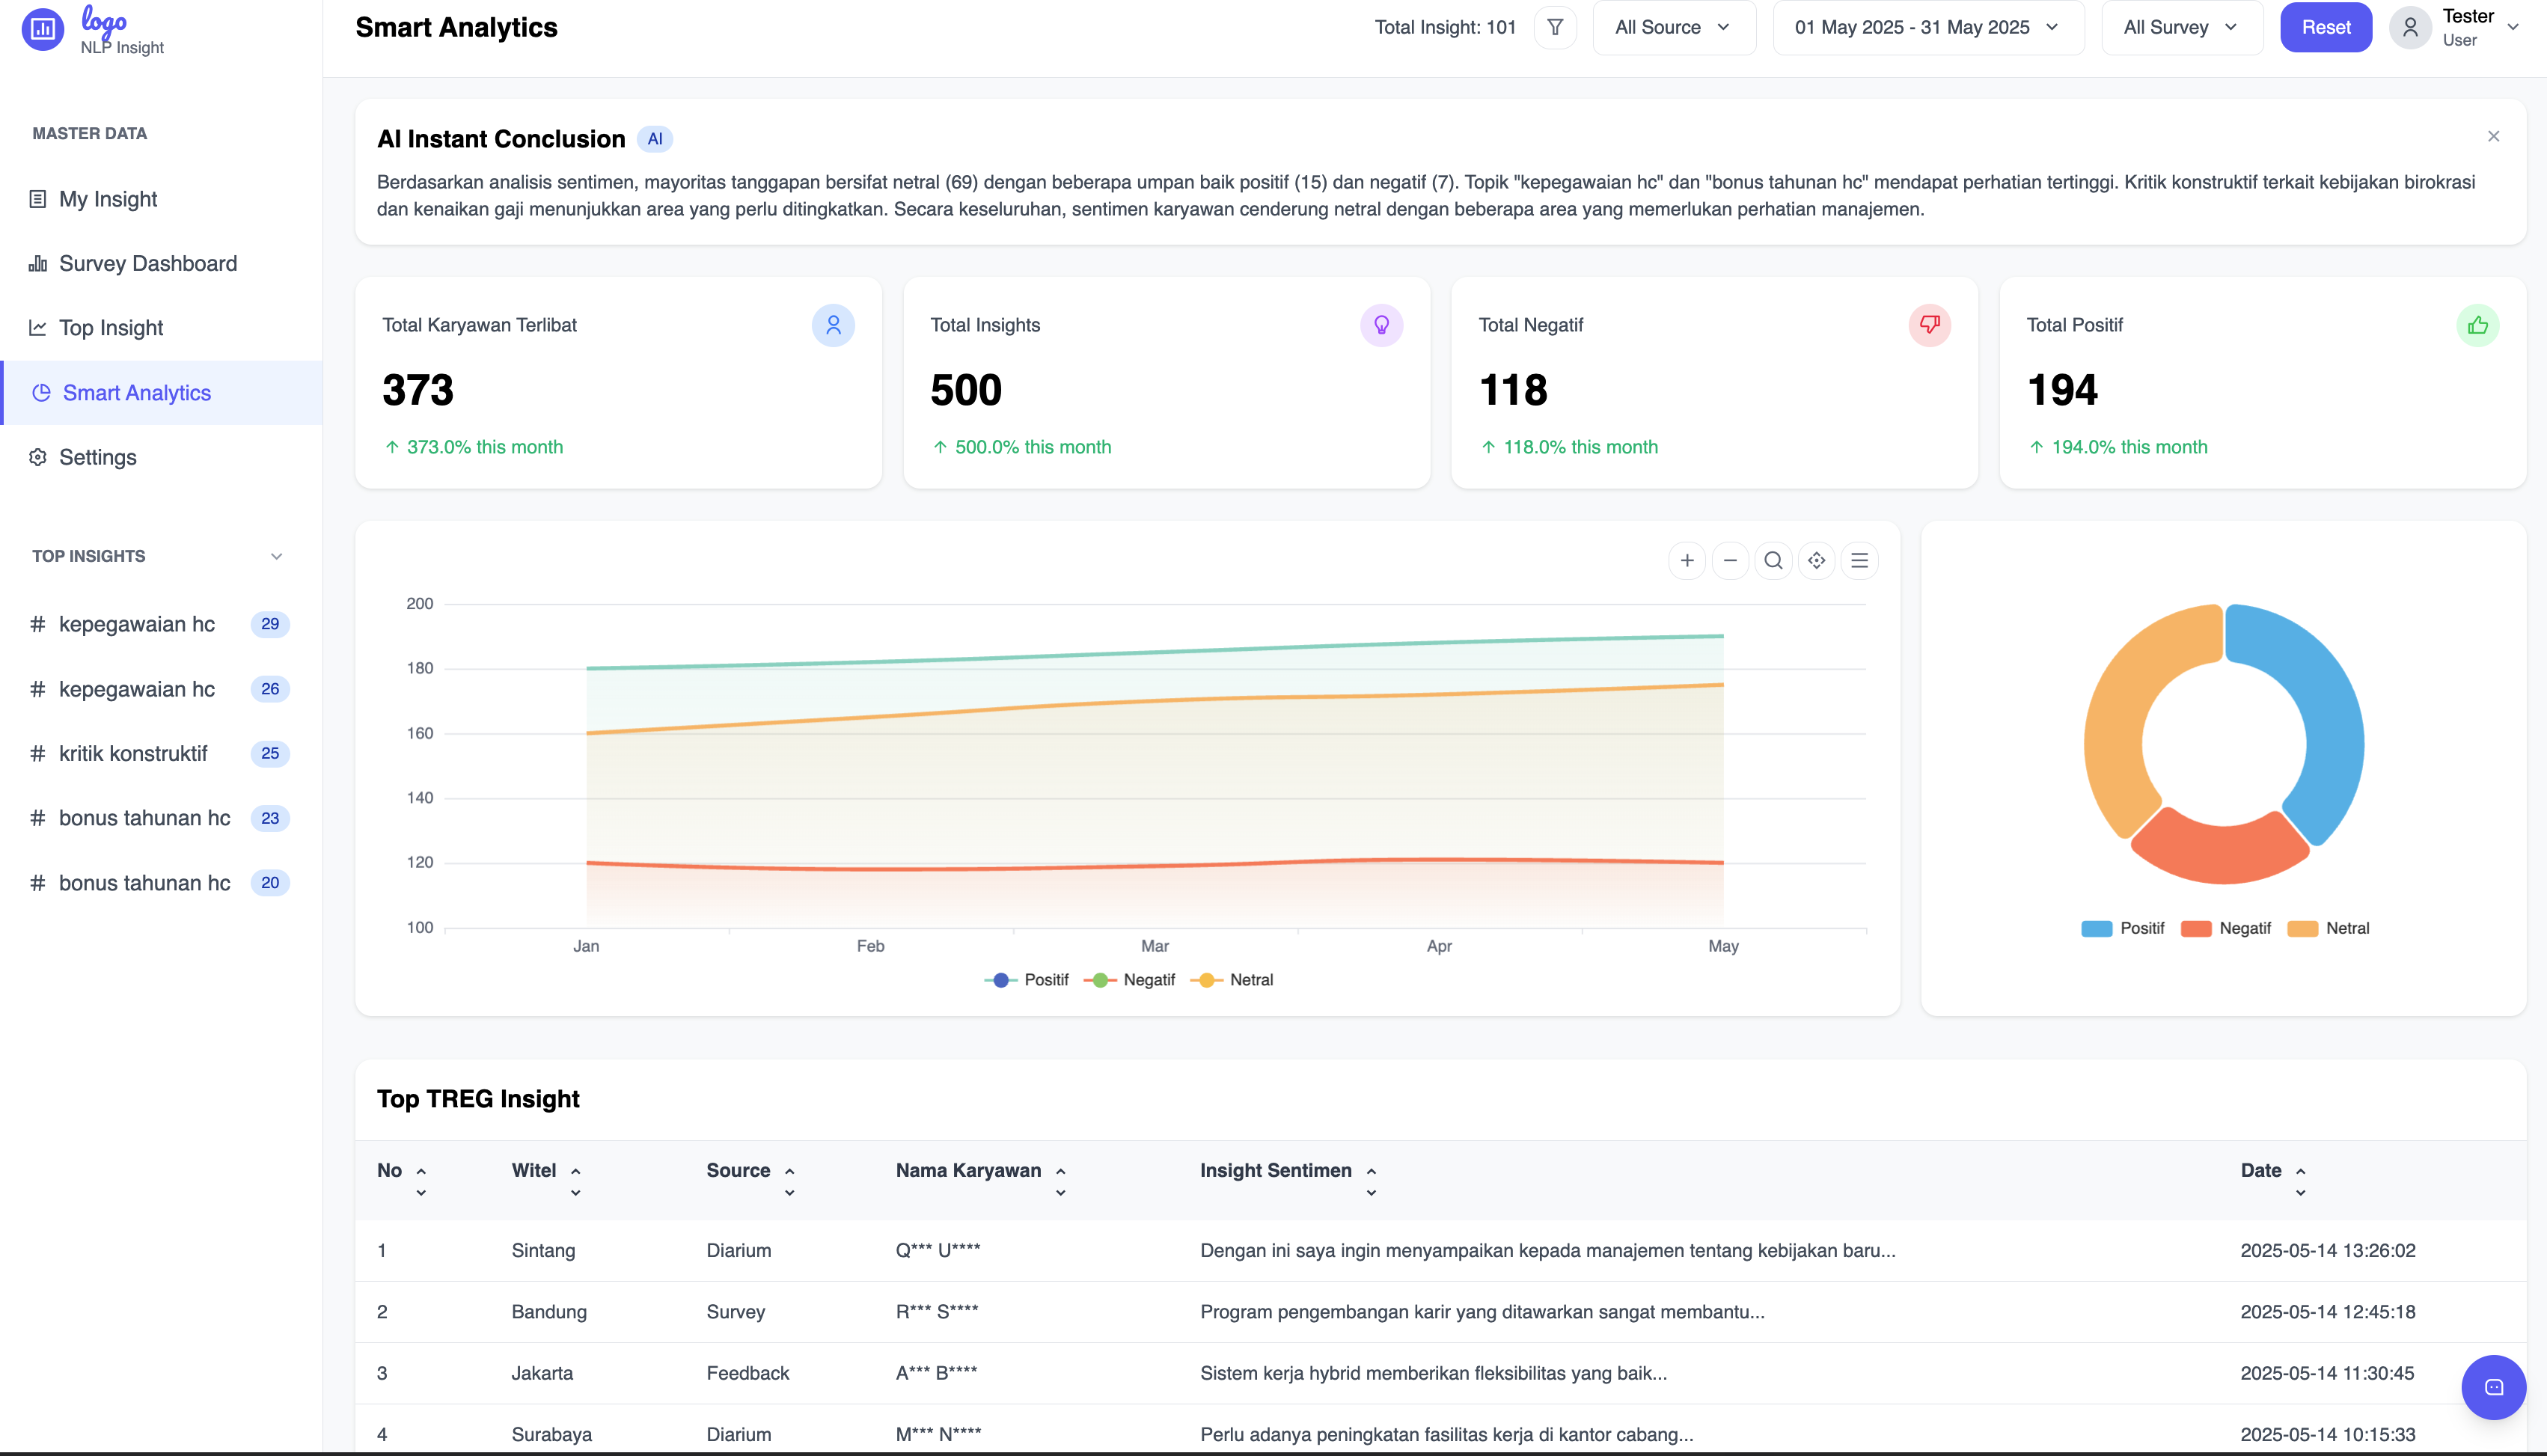 logo
NLP Insight
MASTER DATA
My Insight
Survey Dashboard
Top Insight
Smart Analytics
Settings
TOP INSIGHTS
# kepegawaian hc 29
# kepegawaian hc 26
# kritik konstruktif 25
# bonus tahunan hc 23
# bonus tahunan hc 20
Smart Analytics
Total Insight: 101
All Source
01 May 2025 - 31 May 2025
All Survey
Reset
Tester
User
AI Instant Conclusion AI
Berdasarkan analisis sentimen, mayoritas tanggapan bersifat netral (69) dengan beberapa umpan baik positif (15) dan negatif (7). Topik "kepegawaian hc" dan "bonus tahunan hc" mendapat perhatian tertinggi. Kritik konstruktif terkait kebijakan birokrasi
dan kenaikan gaji menunjukkan area yang perlu ditingkatkan. Secara keseluruhan, sentimen karyawan cenderung netral dengan beberapa area yang memerlukan perhatian manajemen.
Total Karyawan Terlibat
373
373.0% this month
Total Insights
500
500.0% this month
Total Negatif
118
118.0% this month
Total Positif
194
194.0% this month
200
180
160
140
120
100
Jan Feb Mar Apr May
Positif Negatif Netral
Positif Negatif Netral
Top TREG Insight
No Witel Source Nama Karyawan Insight Sentimen Date
1 Sintang Diarium Q*** U**** Dengan ini saya ingin menyampaikan kepada manajemen tentang kebijakan baru... 2025-05-14 13:26:02
2 Bandung Survey R*** S**** Program pengembangan karir yang ditawarkan sangat membantu... 2025-05-14 12:45:18
3 Jakarta Feedback A*** B**** Sistem kerja hybrid memberikan fleksibilitas yang baik... 2025-05-14 11:30:45
4 Surabaya Diarium M*** N**** Perlu adanya peningkatan fasilitas kerja di kantor cabang... 2025-05-14 10:15:33